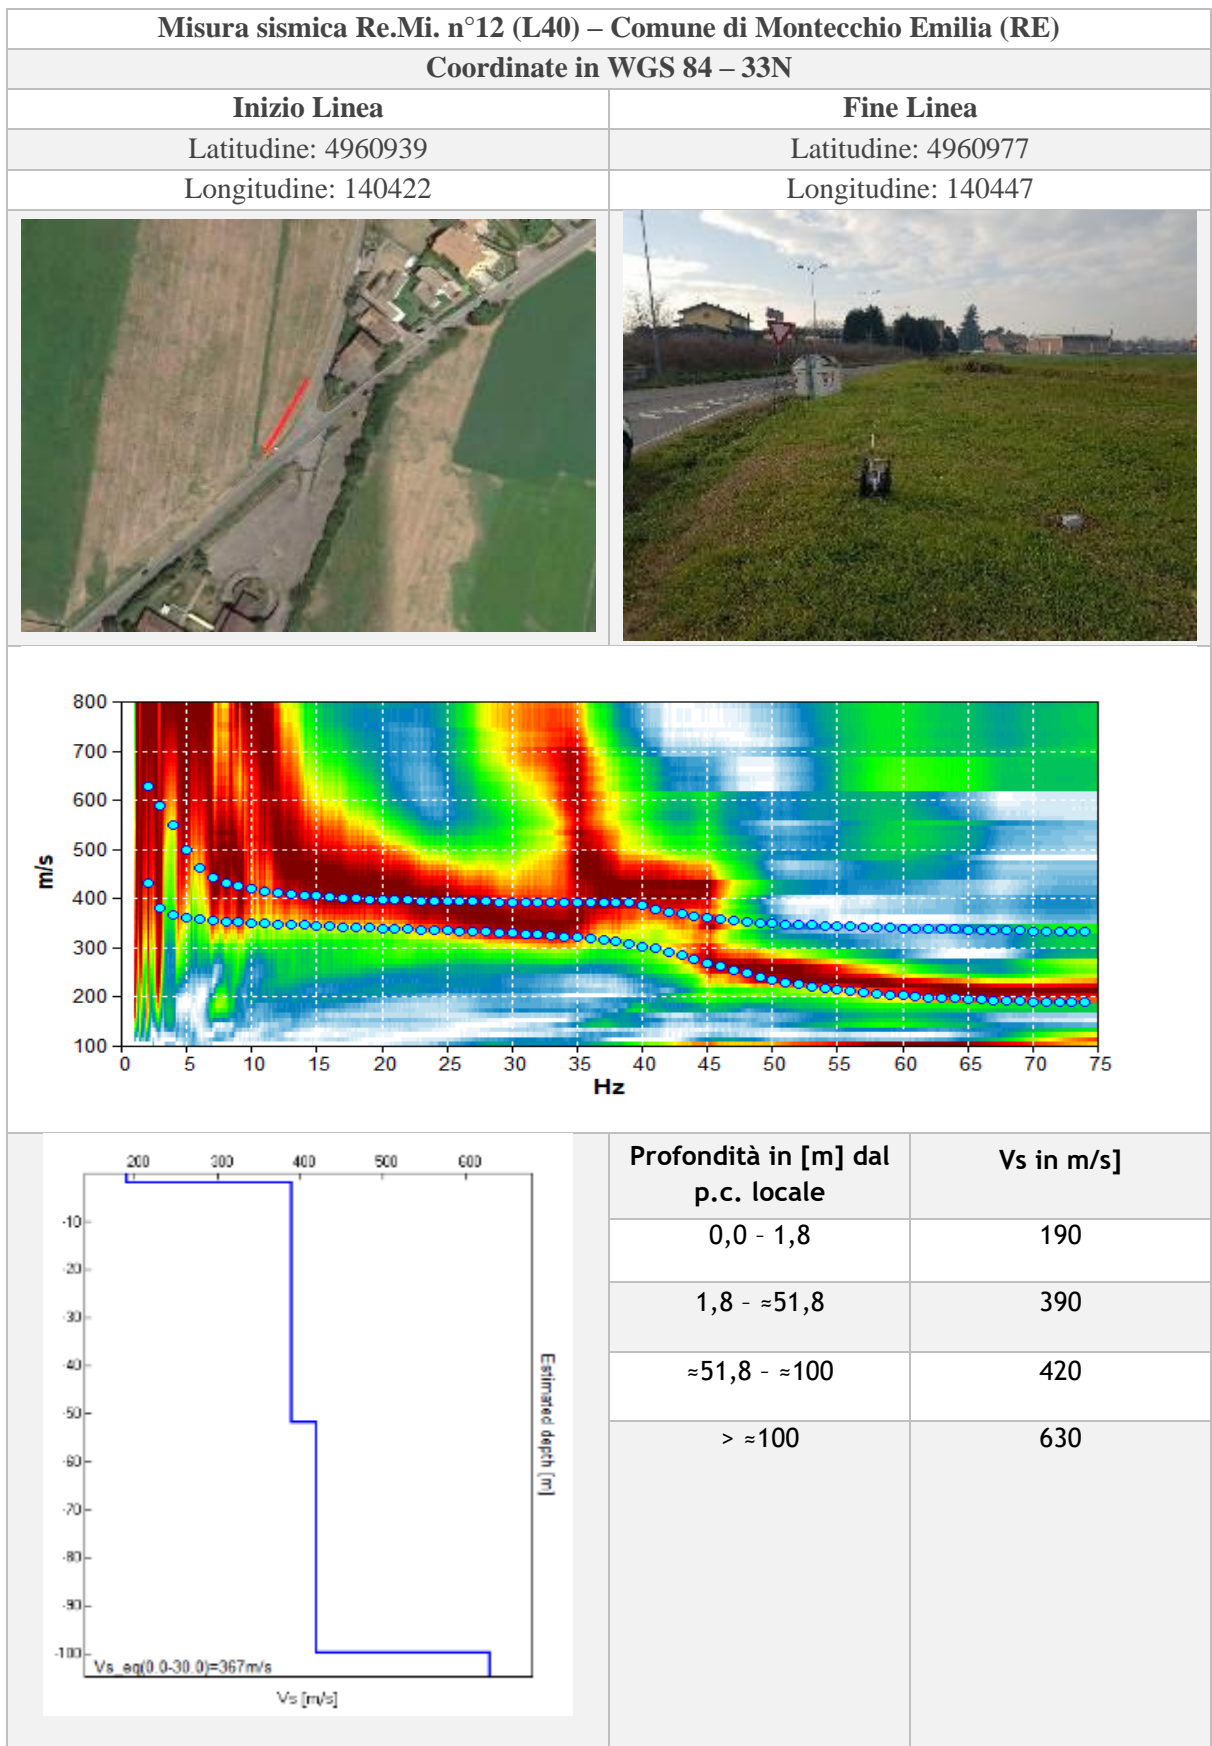 Misura sismica Re.Mi. n°12 (L40) – Comune di Montecchio Emilia (RE)
Coordinate in WGS 84 – 33N
Inizio Linea
Fine Linea
Latitudine: 4960939
Latitudine: 4960977
Longitudine: 140422
Longitudine: 140447
800
700
600
500
400
300
200
100
m/s
0 5 10 15 20 25 30 35 40 45 50 55 60 65 70 75
Hz
200 300 400 500 600
-10
-20
-30
-40
-50
-60
-70
-80
-90
-100
Estimated depth [m]
Vs_eq(0.0-30.0)=367m/s
Vs [m/s]
Profondità in [m] dal
p.c. locale
Vs in m/s]
0,0 – 1,8
190
1,8 – ≈51,8
390
≈51,8 – ≈100
420
> ≈100
630